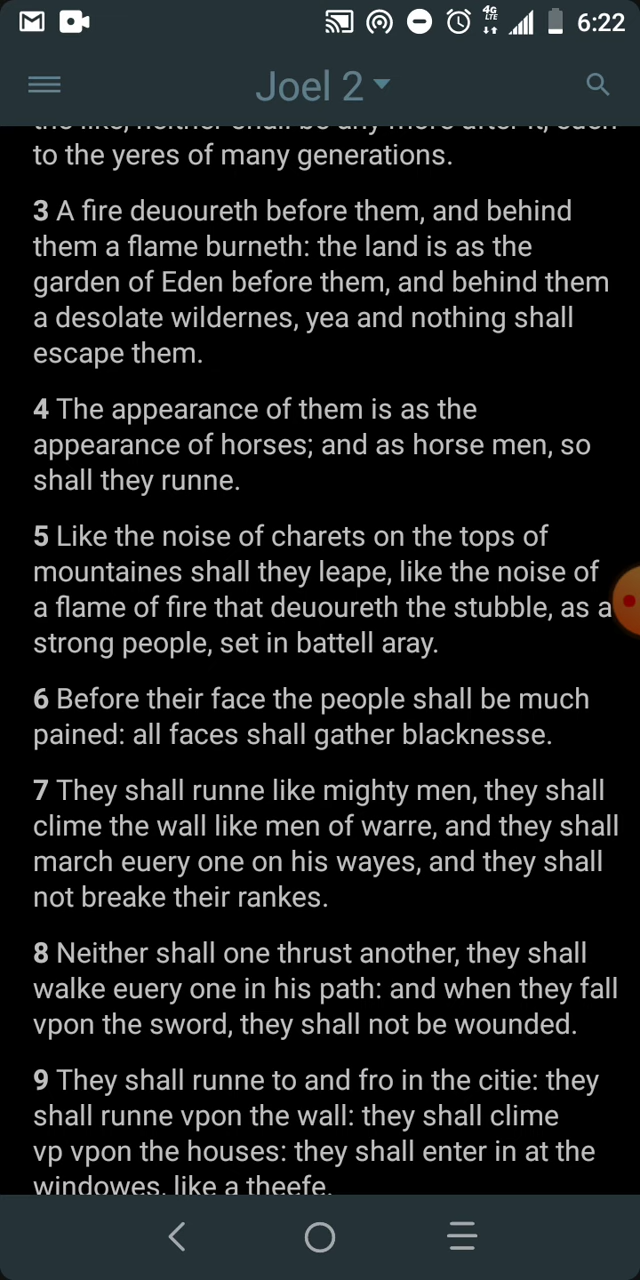 4G
LTE
6:22
Joel 2
to the yeres of many generations.
3 A fire deuoureth before them, and behind
them a flame burneth: the land is as the
garden of Eden before them, and behind them
a desolate wildernes, yea and nothing shall
escape them.
4 The appearance of them is as the
appearance of horses; and as horse men, so
shall they runne.
5 Like the noise of charets on the tops of
mountaines shall they leape, like the noise of
a flame of fire that deuoureth the stubble, as a
strong people, set in battell aray.
6 Before their face the people shall be much
pained: all faces shall gather blacknesse.
7 They shall runne like mighty men, they shall
clime the wall like men of warre, and they shall
march euery one on his wayes, and they shall
not breake their rankes.
8 Neither shall one thrust another, they shall
walke euery one in his path: and when they fall
vpon the sword, they shall not be wounded.
9 They shall runne to and fro in the citie: they
shall runne vpon the wall: they shall clime
vp vpon the houses: they shall enter in at the
windowes, like a theefe.